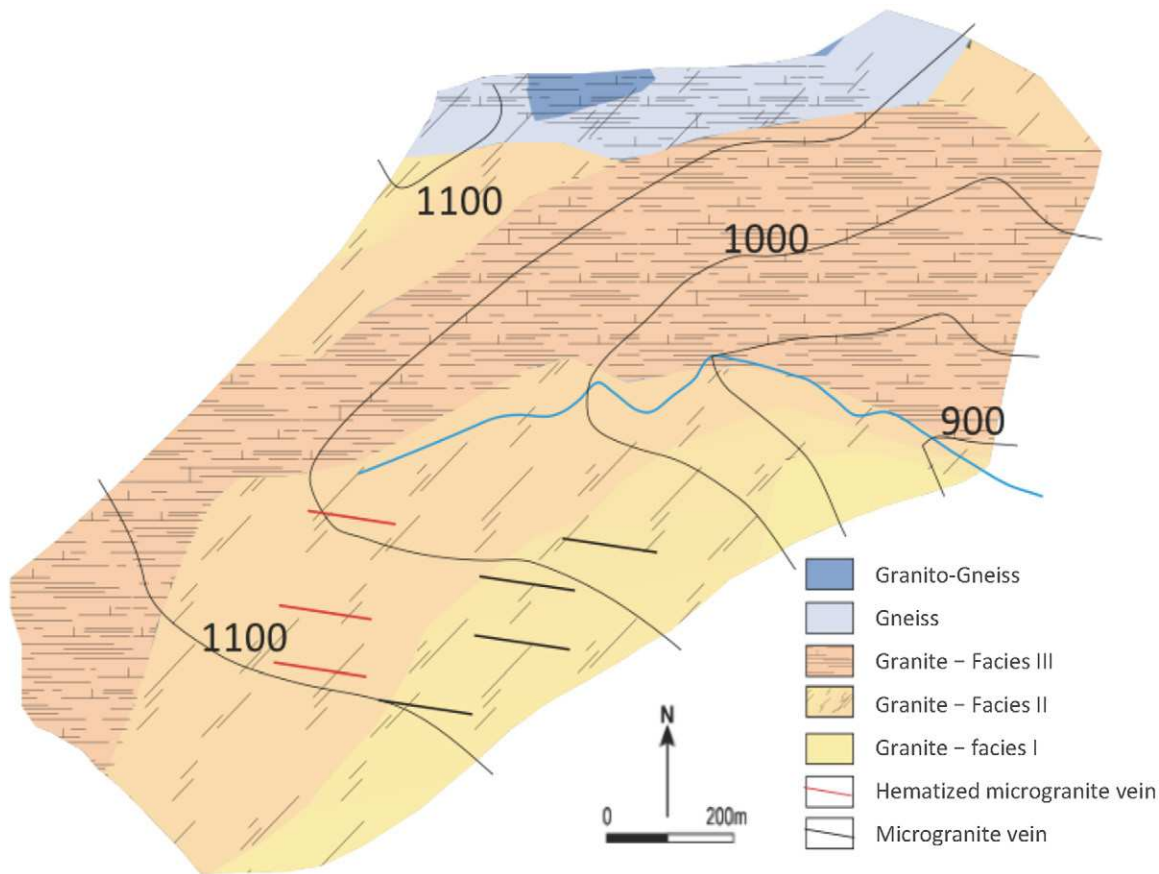 1100
1000
900
1100
N
0 200m
Granito-Gneiss
Gneiss
Granite – Facies III
Granite – Facies II
Granite – facies I
Hematized microgranite vein
Microgranite vein